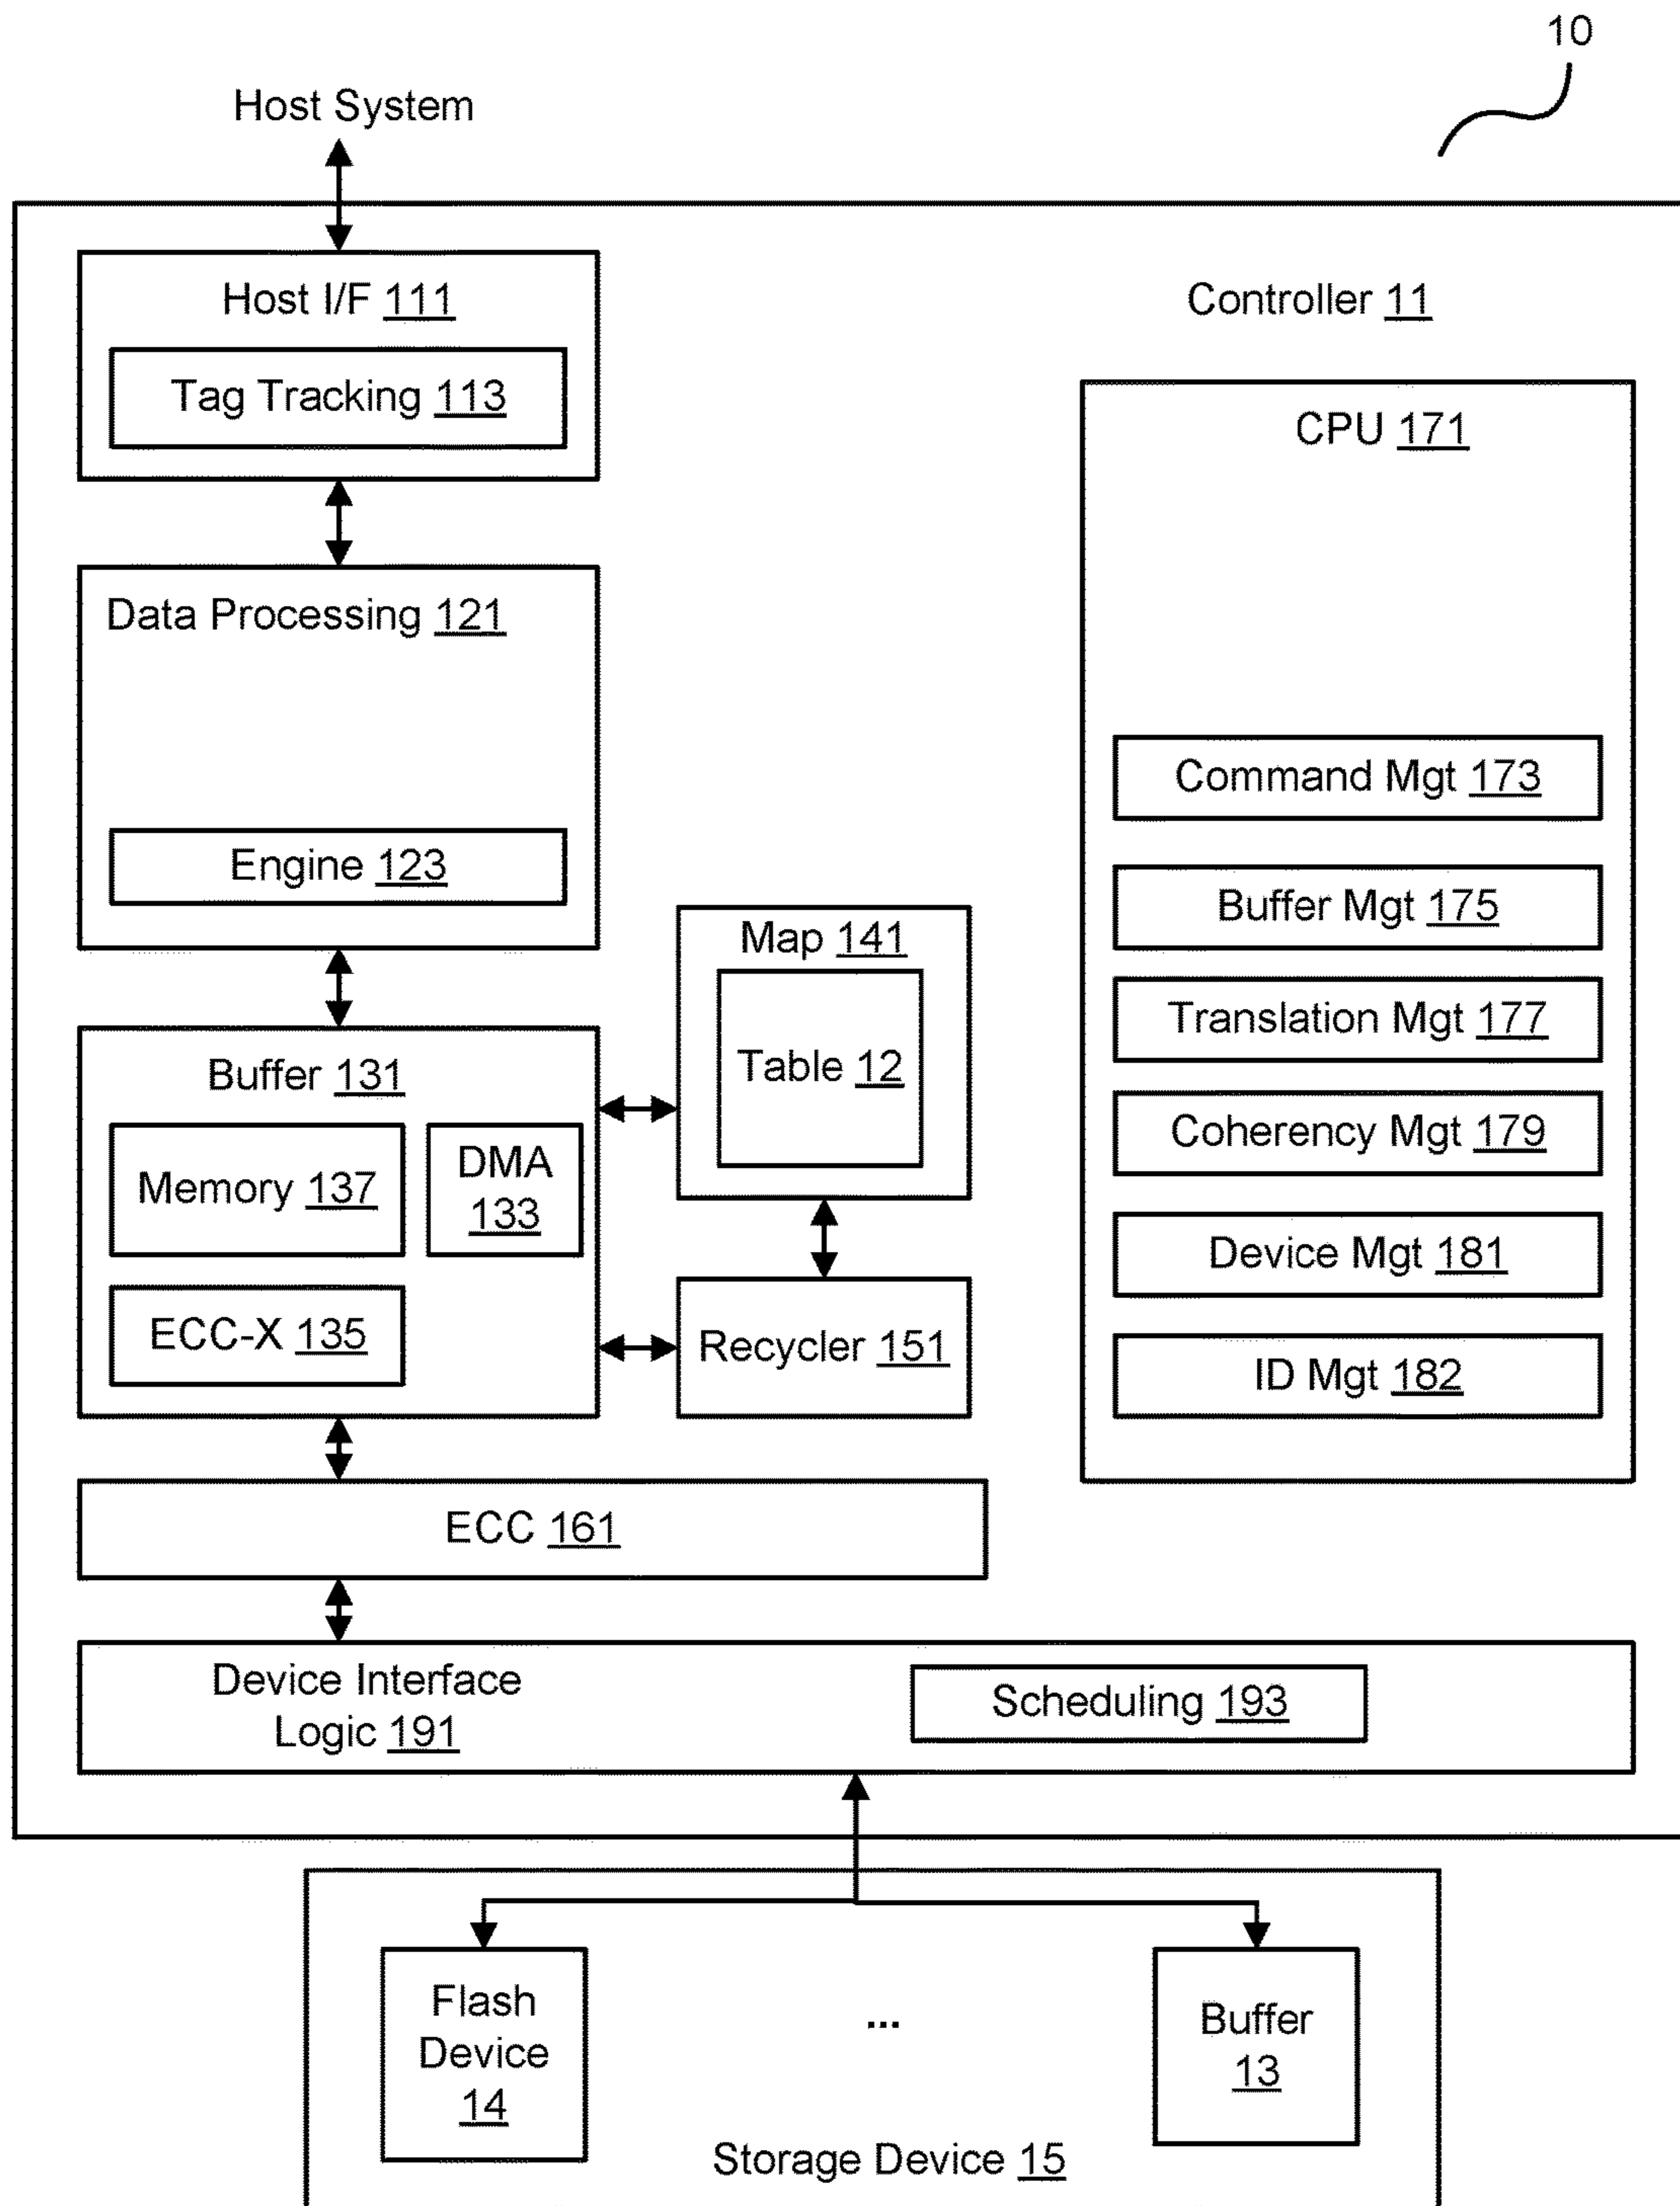 10
Host System
Host I/F 111
Tag Tracking 113
Controller 11
CPU 171
Data Processing 121
Engine 123
Command Mgt 173
Buffer Mgt 175
Translation Mgt 177
Coherency Mgt 179
Device Mgt 181
ID Mgt 182
Map 141
Table 12
Buffer 131
Memory 137
DMA
133
ECC-X 135
Recycler 151
ECC 161
Device Interface
Logic 191
Scheduling 193
Flash
Device
14
...
Buffer
13
Storage Device 15